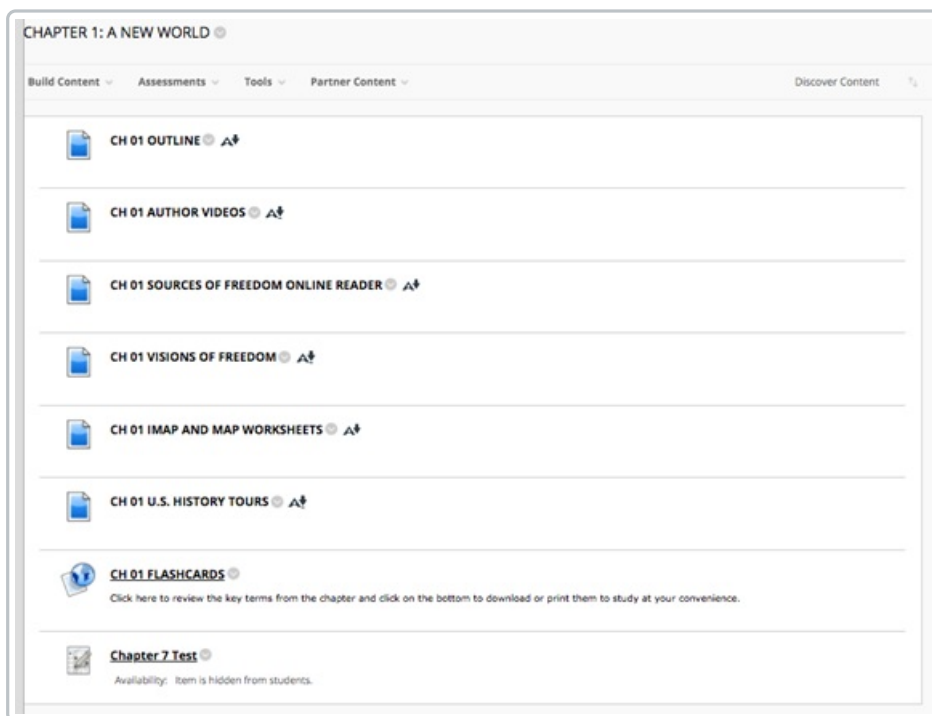 CHAPTER 1: A NEW WORLD
Build Content Assessments Tools Partner Content Discover Content
CH 01 OUTLINE
CH 01 AUTHOR VIDEOS
CH 01 SOURCES OF FREEDOM ONLINE READER
CH 01 VISIONS OF FREEDOM
CH 01 IMAP AND MAP WORKSHEETS
CH 01 U.S. HISTORY TOURS
CH 01 FLASHCARDS
Click here to review the key terms from the chapter and click on the bottom to download or print them to study at your convenience.
Chapter 7 Test
Availability: Item is hidden from students.